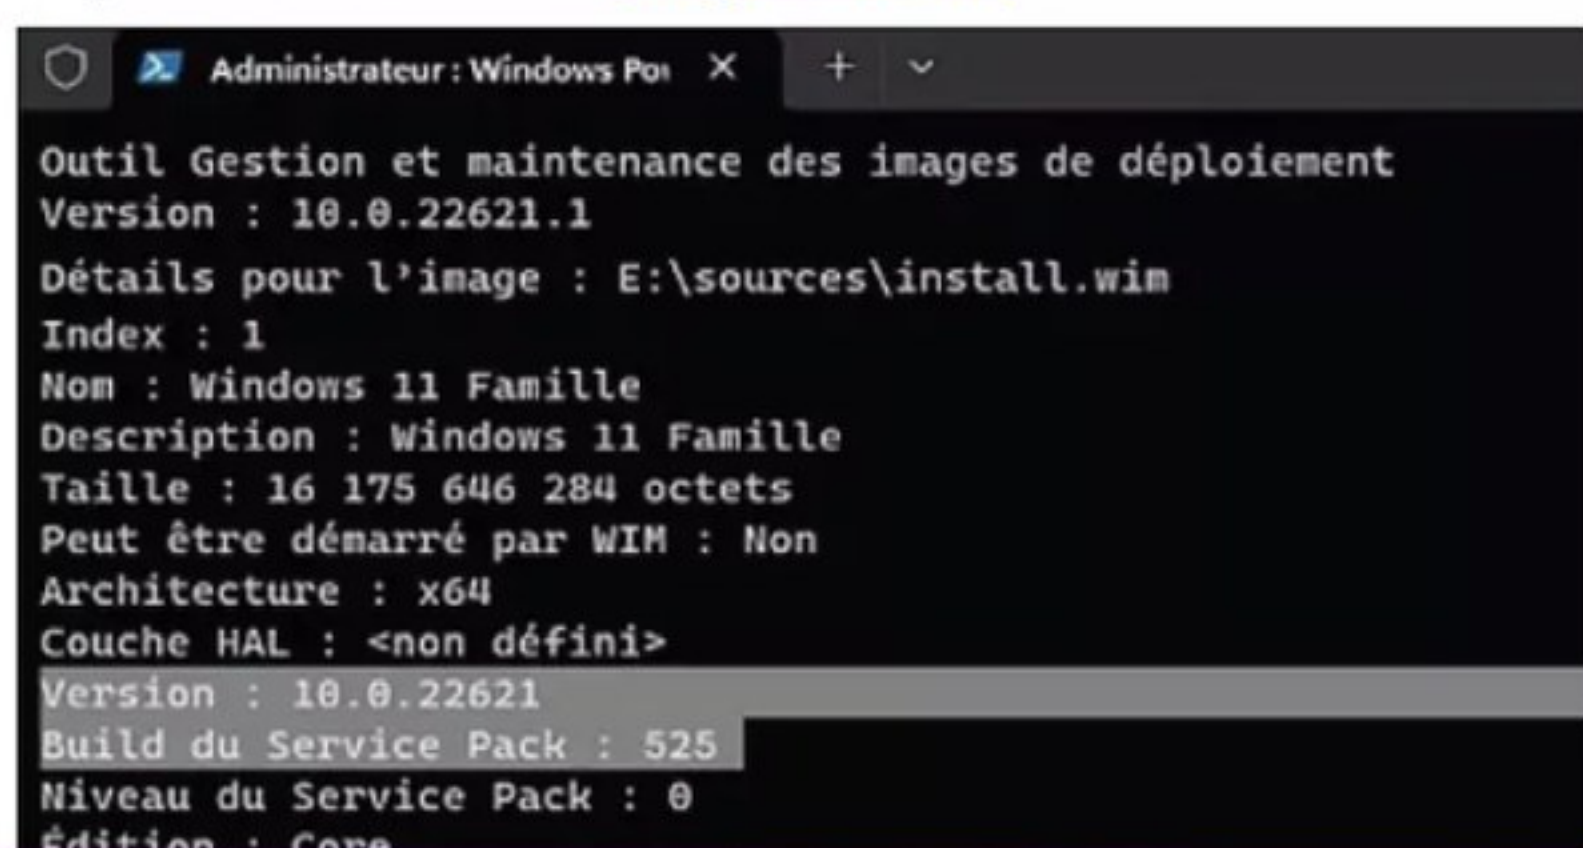 Administrateur : Windows Po
Outil Gestion et maintenance des images de déploiement
Version : 10.0.22621.1
Détails pour l'image : E:\sources\install.wim
Index : 1
Nom : Windows 11 Famille
Description : Windows 11 Famille
Taille : 16 175 646 284 octets
Peut être démarré par WIM : Non
Architecture : x64
Couche HAL : <non défini>
Version : 10.0.22621
Build du Service Pack : 525
Niveau du Service Pack : 0
Édition : Core